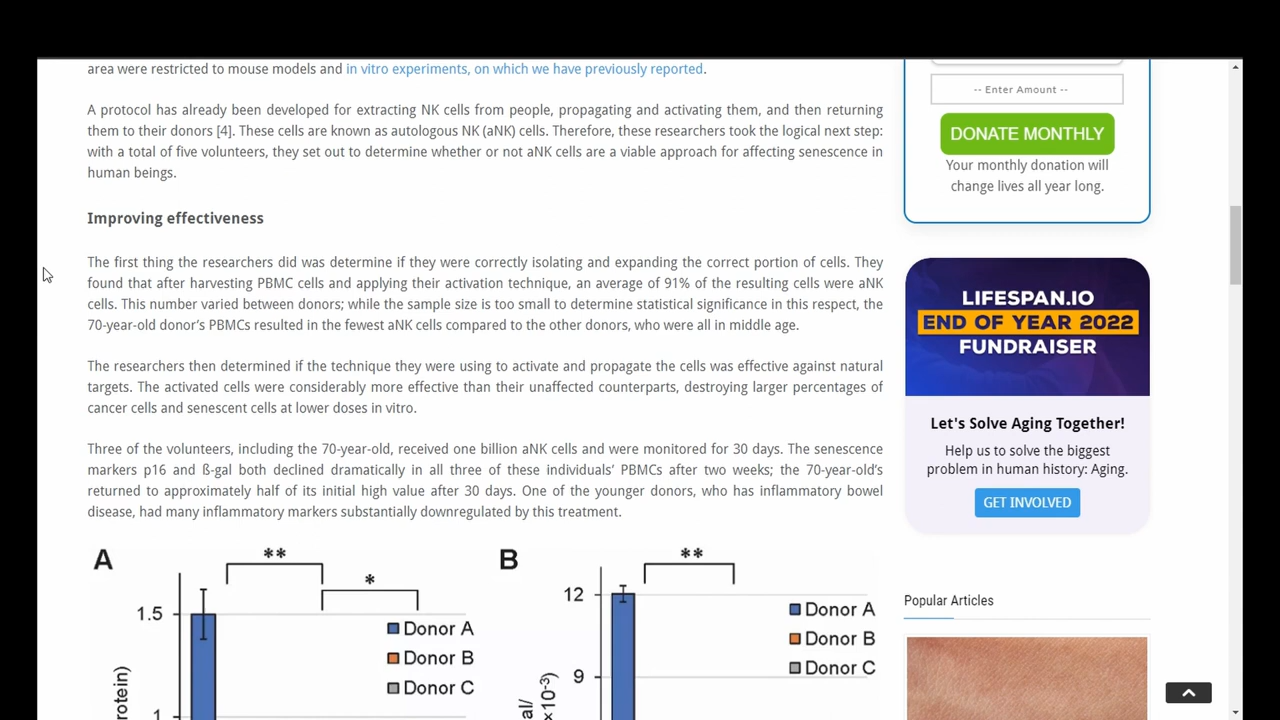 area were restricted to mouse models and in vitro experiments, on which we have previously reported.
A protocol has already been developed for extracting NK cells from people, propagating and activating them, and then returning
them to their donors [4]. These cells are known as autologous NK (aNK) cells. Therefore, these researchers took the logical next step:
with a total of five volunteers, they set out to determine whether or not aNK cells are a viable approach for affecting senescence in
human beings.
Improving effectiveness
The first thing the researchers did was determine if they were correctly isolating and expanding the correct portion of cells. They
found that after harvesting PBMC cells and applying their activation technique, an average of 91% of the resulting cells were aNK
cells. This number varied between donors; while the sample size is too small to determine statistical significance in this respect, the
70-year-old donor's PBMCs resulted in the fewest aNK cells compared to the other donors, who were all in middle age.
The researchers then determined if the technique they were using to activate and propagate the cells was effective against natural
targets. The activated cells were considerably more effective than their unaffected counterparts, destroying larger percentages of
cancer cells and senescent cells at lower doses in vitro.
Three of the volunteers, including the 70-year-old, received one billion aNK cells and were monitored for 30 days. The senescence
markers p16 and ß-gal both declined dramatically in all three of these individuals' PBMCs after two weeks; the 70-year-old's
returned to approximately half of its initial high value after 30 days. One of the younger donors, who has inflammatory bowel
disease, had many inflammatory markers substantially downregulated by this treatment.
A
**
*
1.5
Donor A
Donor B
Donor C
1
rotein)
B
**
12
Donor A
Donor B
Donor C
9
al/
×10-3)
-- Enter Amount --
DONATE MONTHLY
Your monthly donation will
change lives all year long.
LIFESPAN.IO
END OF YEAR 2022
FUNDRAISER
Let's Solve Aging Together!
Help us to solve the biggest
problem in human history: Aging.
GET INVOLVED
Popular Articles